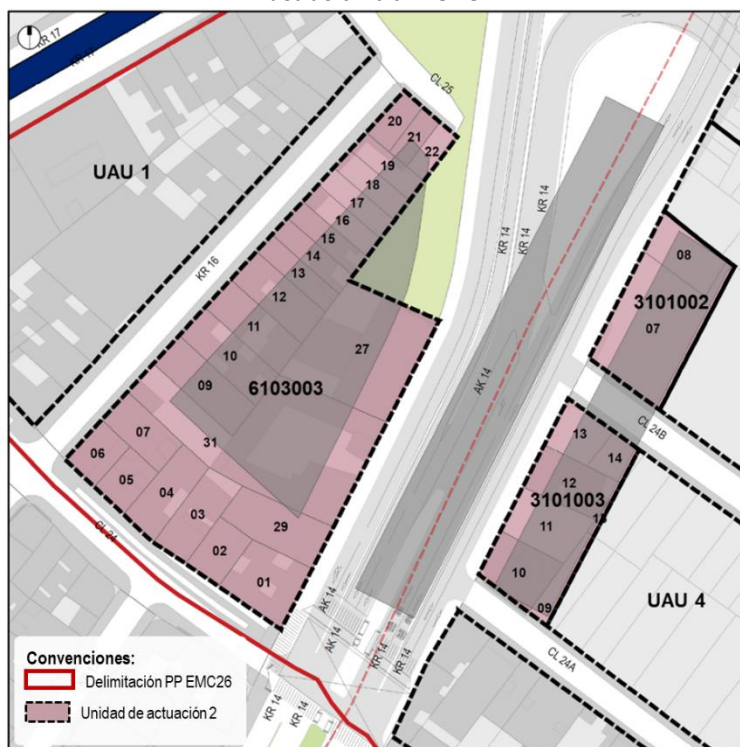 KR 17
KR 17
CL 25
20
21
22
19
18
17
16
15
14
13
12
11
10
09
27
UAU 1
KR 16
KR 14
KR 14
KR 14
08
3101002
07
6103003
AK 14
CL 24B
31
07
06
05
04
03
02
01
29
13
14
12
3101003
11
10
09
UAU 4
CL 24
CL 24A
AK 14
AK 14
KR 14
KR 14
KR 14
KR 14
Convenciones:
Delimitación PP EMC26
Unidad de actuación 2